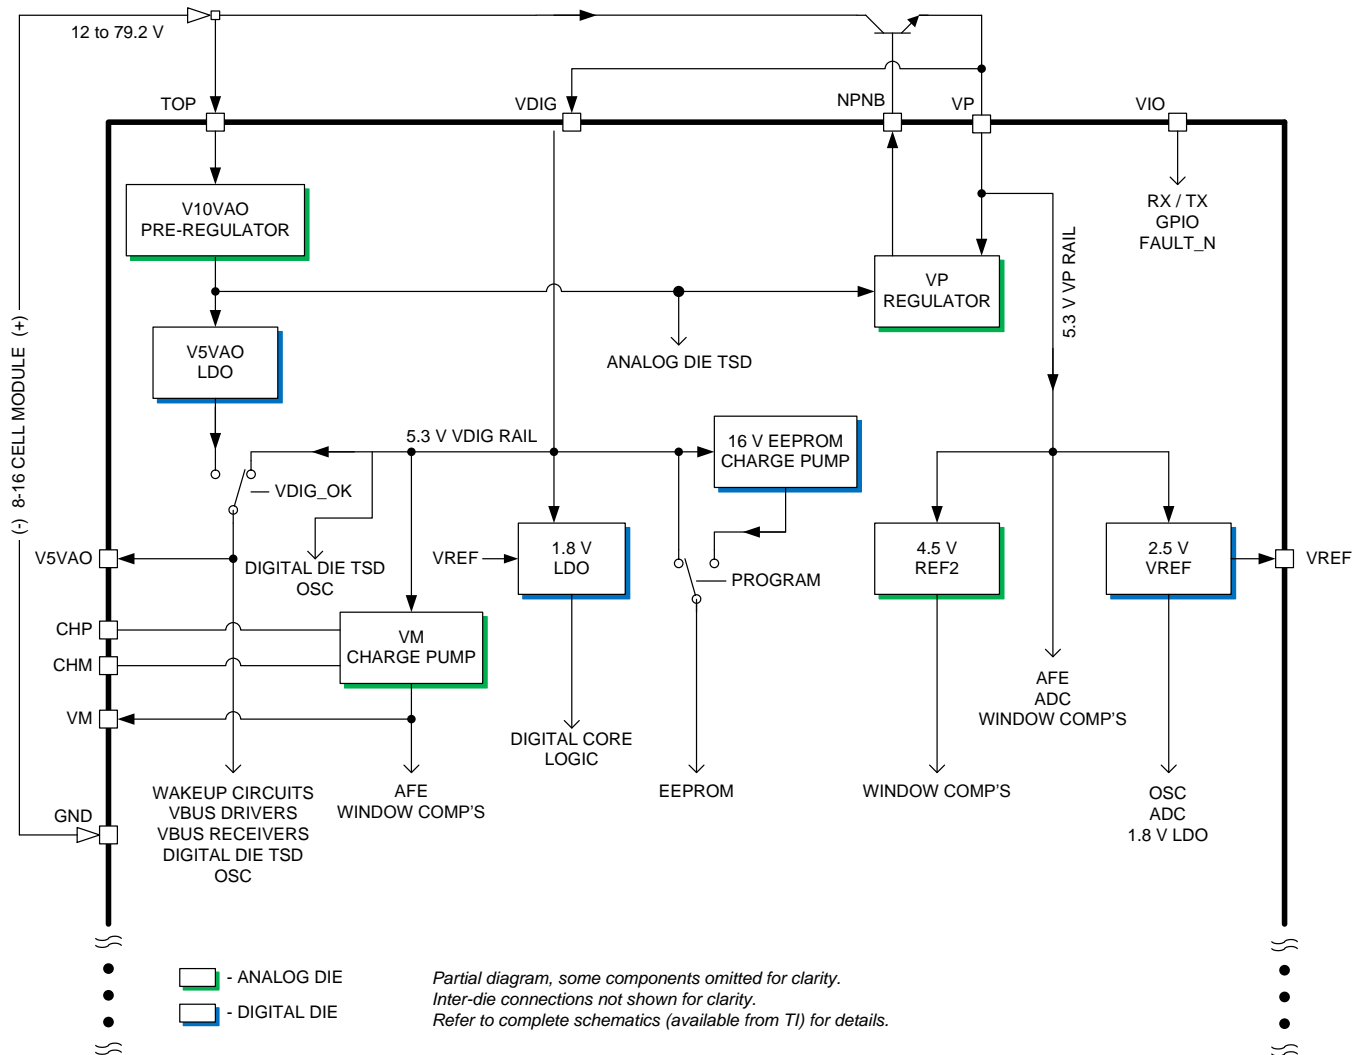 12 to 79.2 V
TOP
VDIG
NPNB
VP
VIO
V10VAO
PRE-REGULATOR
RX / TX
GPIO
FAULT_N
VP
REGULATOR
5.3 V VP RAIL
(-)  8-16 CELL MODULE  (+)
V5VAO
LDO
ANALOG DIE TSD
5.3 V VDIG RAIL
16 V EEPROM
CHARGE PUMP
VDIG_OK
V5VAO
DIGITAL DIE TSD
OSC
VREF
1.8 V
LDO
PROGRAM
4.5 V
REF2
2.5 V
VREF
VREF
CHP
CHM
VM
CHARGE PUMP
VM
AFE
ADC
WINDOW COMP'S
DIGITAL CORE
LOGIC
GND
WAKEUP CIRCUITS
VBUS DRIVERS
VBUS RECEIVERS
DIGITAL DIE TSD
OSC
AFE
WINDOW COMP'S
EEPROM
WINDOW COMP'S
OSC
ADC
1.8 V LDO
- ANALOG DIE
- DIGITAL DIE
Partial diagram, some components omitted for clarity.
Inter-die connections not shown for clarity.
Refer to complete schematics (available from TI) for details.